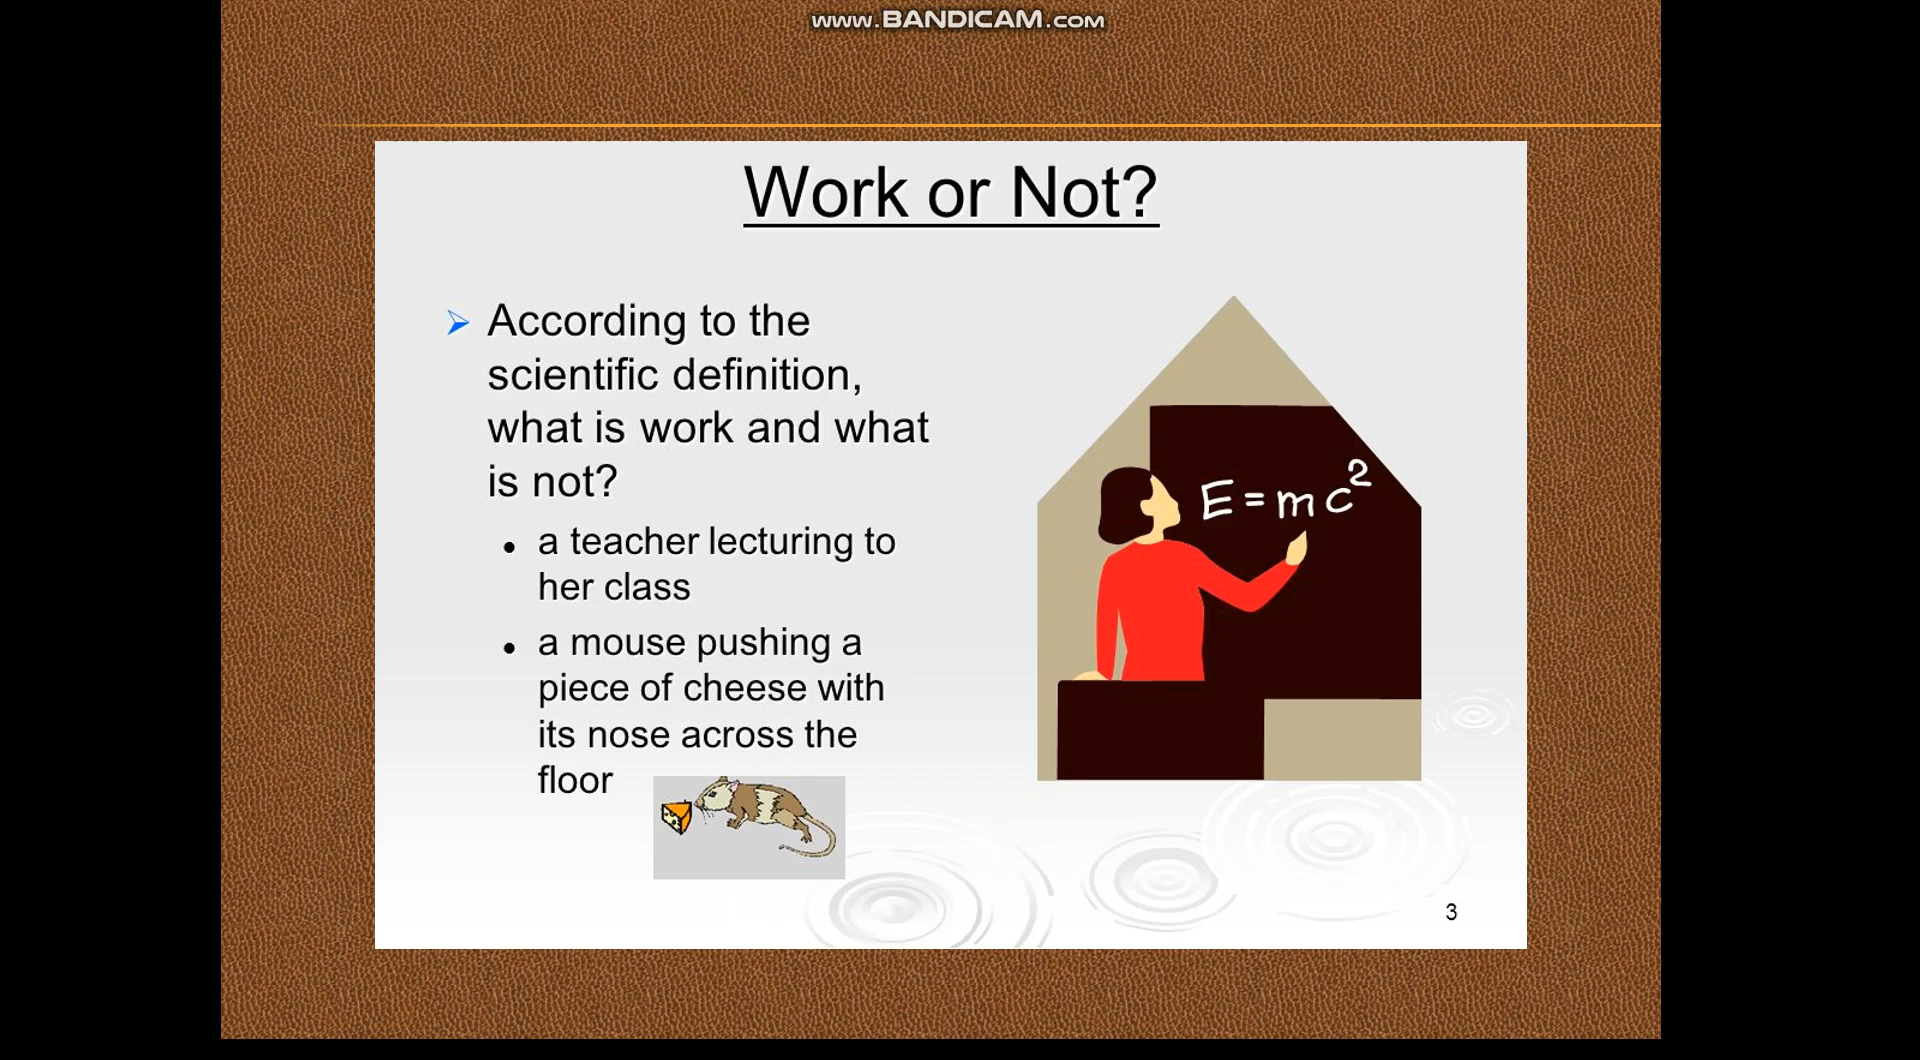 www.BANDICAM.com
Work or Not?
According to the
scientific definition,
what is work and what
is not?
a teacher lecturing to
her class
a mouse pushing a
piece of cheese with
its nose across the
floor
E = mc²
3